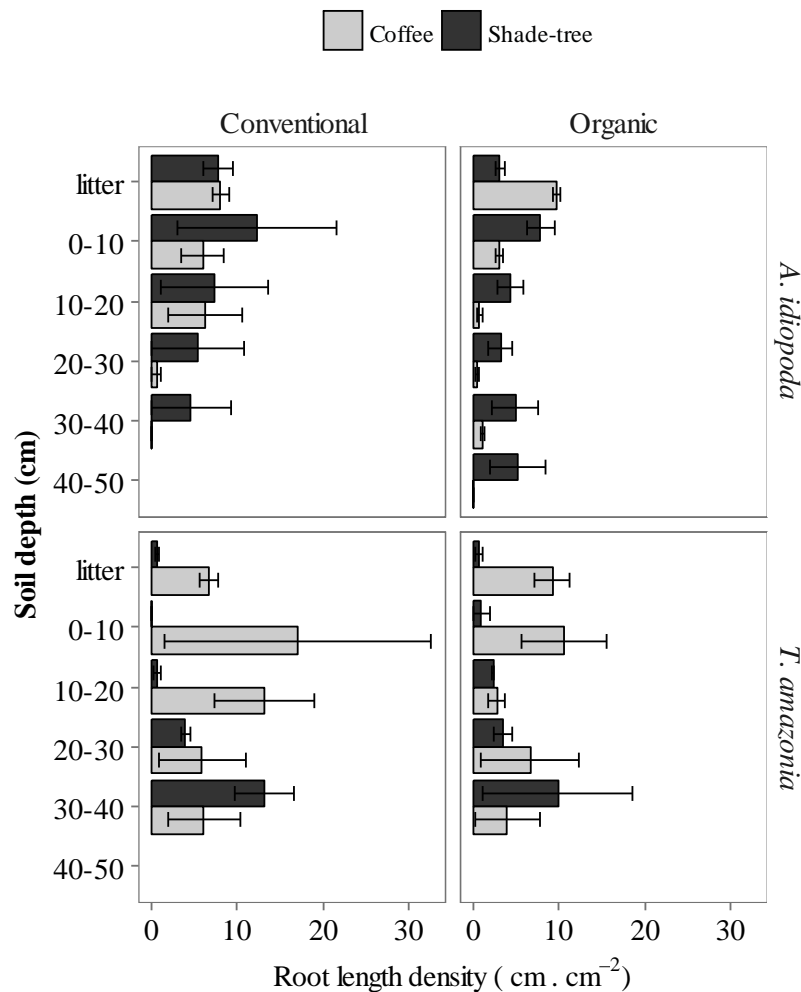 Coffee Shade-tree
Conventional Organic
Soil depth (cm)
litter
0-10
10-20
20-30
30-40
40-50
A. idiopoda
litter
0-10
10-20
20-30
30-40
40-50
T. amazonia
0 10 20 30 0 10 20 30
Root length density ( cm . cm⁻²)